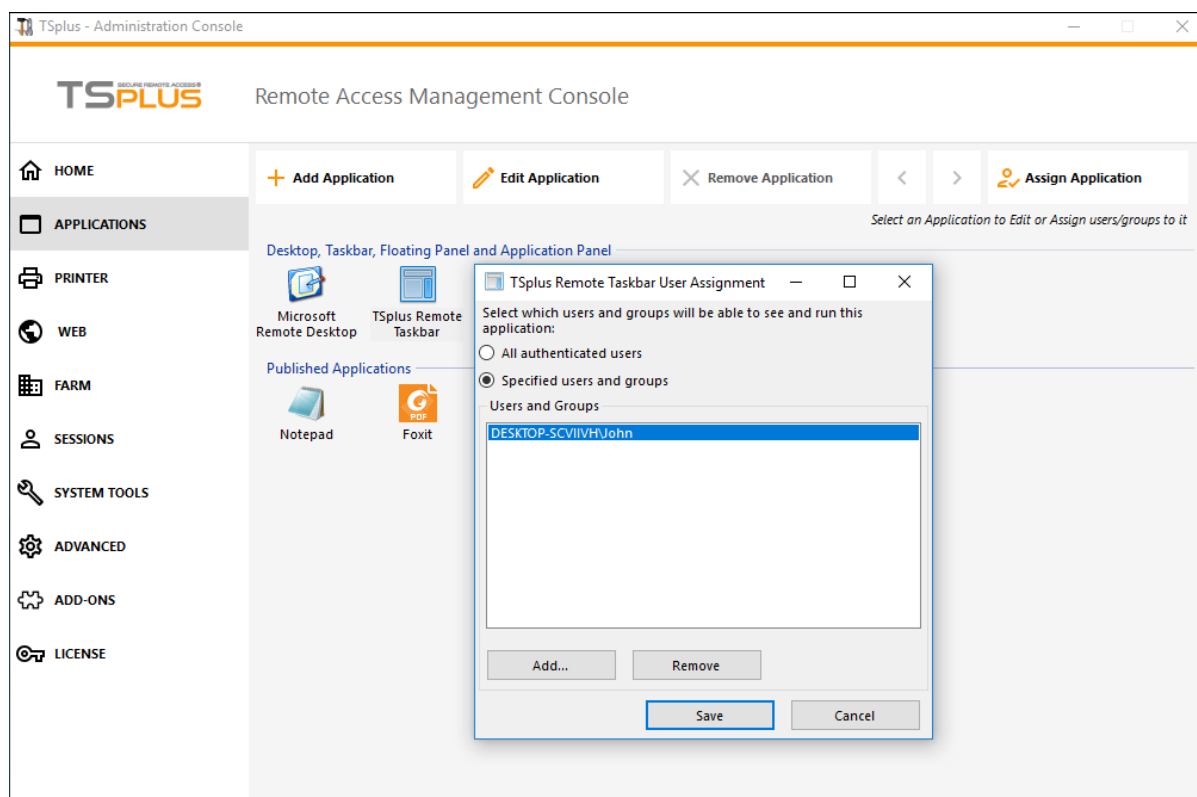 TSplus - Administration Console
SECURE REMOTE ACCESS®
TSPLUS
Remote Access Management Console
HOME
APPLICATIONS
PRINTER
WEB
FARM
SESSIONS
SYSTEM TOOLS
ADVANCED
ADD-ONS
LICENSE
Add Application
Edit Application
Remove Application
Assign Application
Select an Application to Edit or Assign users/groups to it
Desktop, Taskbar, Floating Panel and Application Panel
Microsoft
Remote Desktop
TSplus Remote
Taskbar
Published Applications
Notepad
PDF
Foxit
TSplus Remote Taskbar User Assignment
Select which users and groups will be able to see and run this
application:
All authenticated users
Specified users and groups
Users and Groups
DESKTOP-SCVIIVH\John
Add...
Remove
Save
Cancel